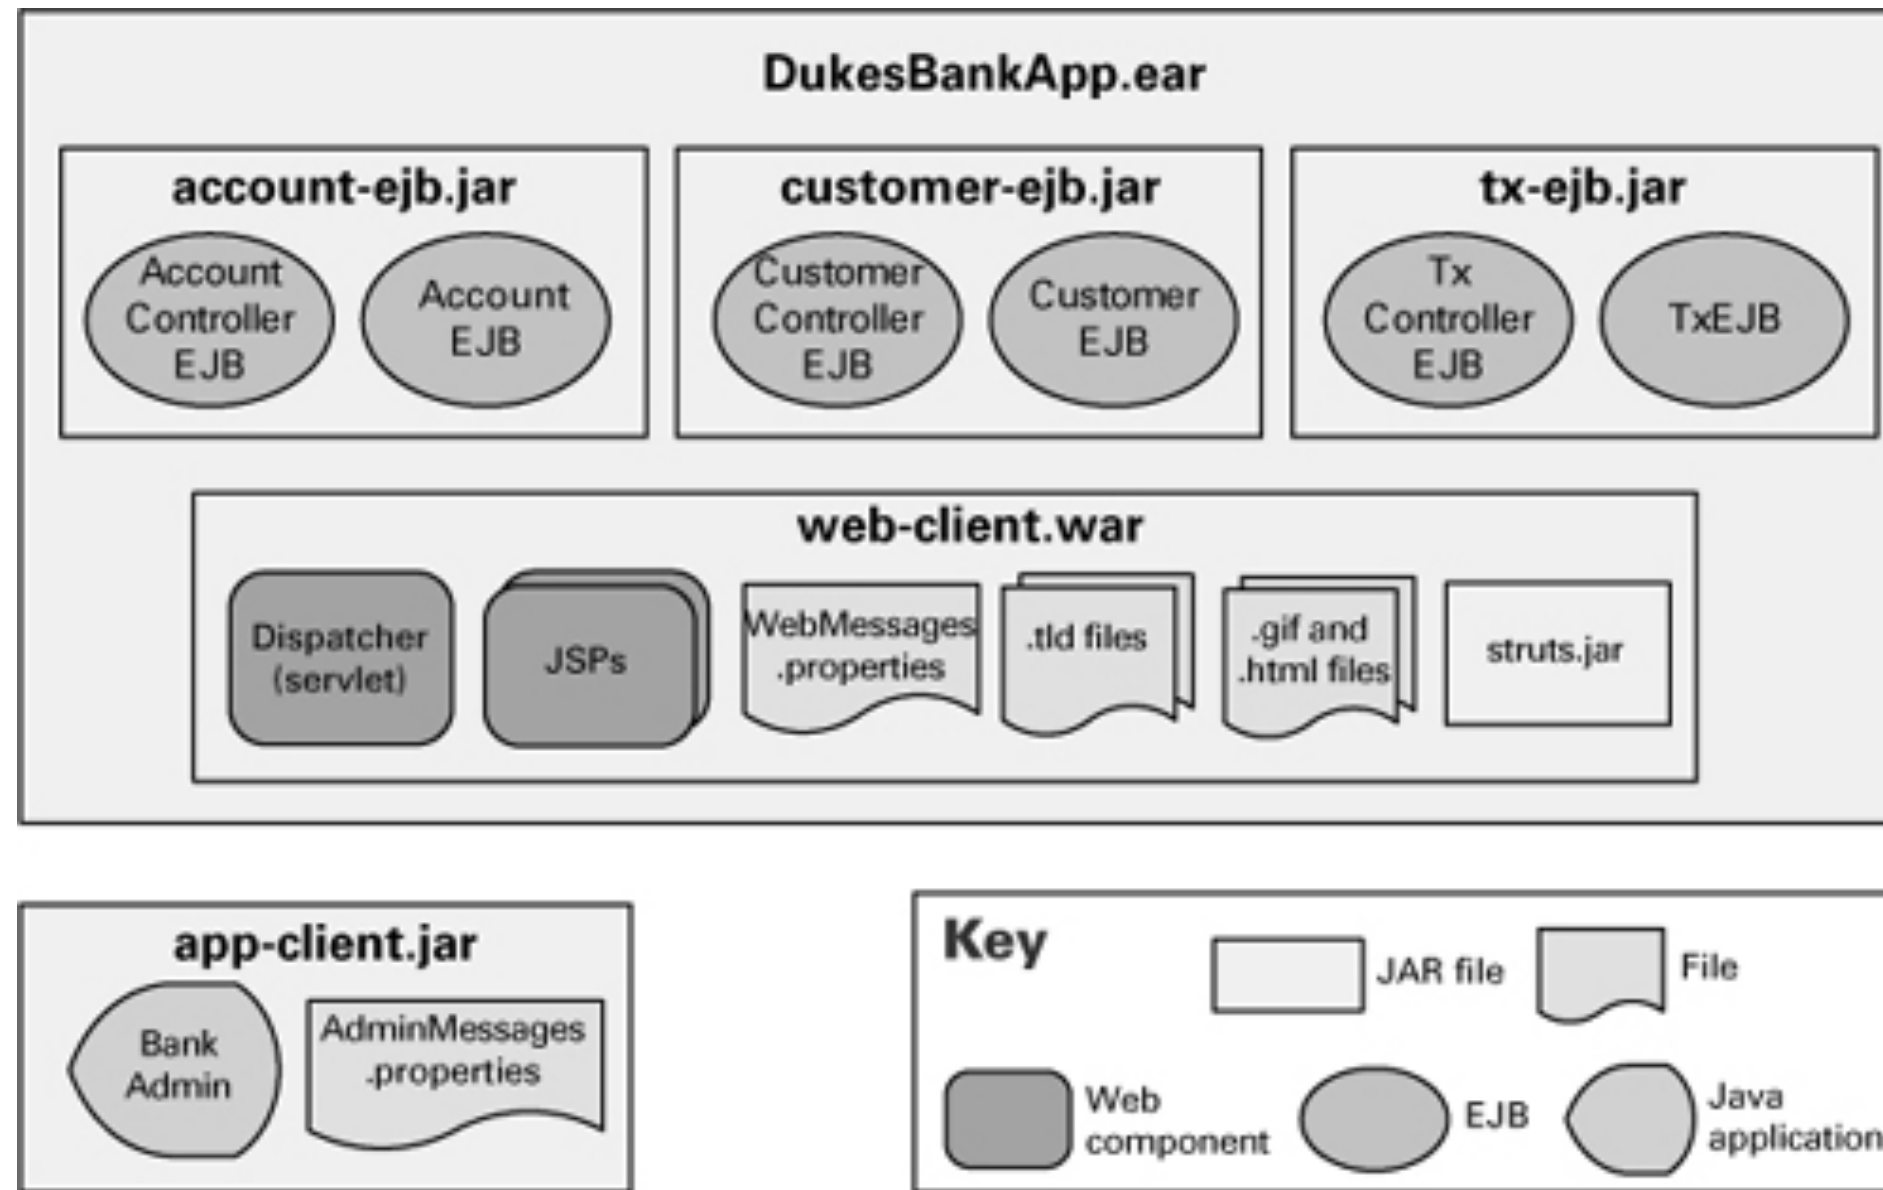 DukesBankApp.ear
account-ejb.jar
Account
Controller
EJB
Account
EJB
customer-ejb.jar
Customer
Controller
EJB
Customer
EJB
tx-ejb.jar
Tx
Controller
EJB
TxEJB
web-client.war
Dispatcher
(servlet)
JSPs
WebMessages
.properties
.tld files
.gif and
.html files
struts.jar
app-client.jar
Bank
Admin
AdminMessages
.properties
Key
JAR file
File
Web
component
EJB
Java
application